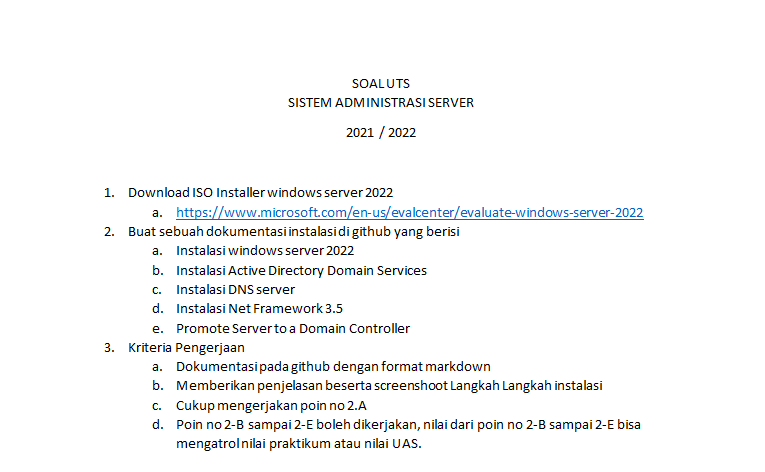 SOAL UTS
SISTEM ADMINISTRASI SERVER
2021 / 2022
1. Download ISO Installer windows server 2022
a. https://www.microsoft.com/en-us/evalcenter/evaluate-windows-server-2022
2. Buat sebuah dokumentasi instalasi di github yang berisi
a. Instalasi windows server 2022
b. Instalasi Active Directory Domain Services
c. Instalasi DNS server
d. Instalasi Net Framework 3.5
e. Promote Server to a Domain Controller
3. Kriteria Pengerjaan
a. Dokumentasi pada github dengan format markdown
b. Memberikan penjelasan beserta screenshoot Langkah Langkah instalasi
c. Cukup mengerjakan poin no 2.A
d. Poin no 2-B sampai 2-E boleh dikerjakan, nilai dari poin no 2-B sampai 2-E bisa
mengatrol nilai praktikum atau nilai UAS.